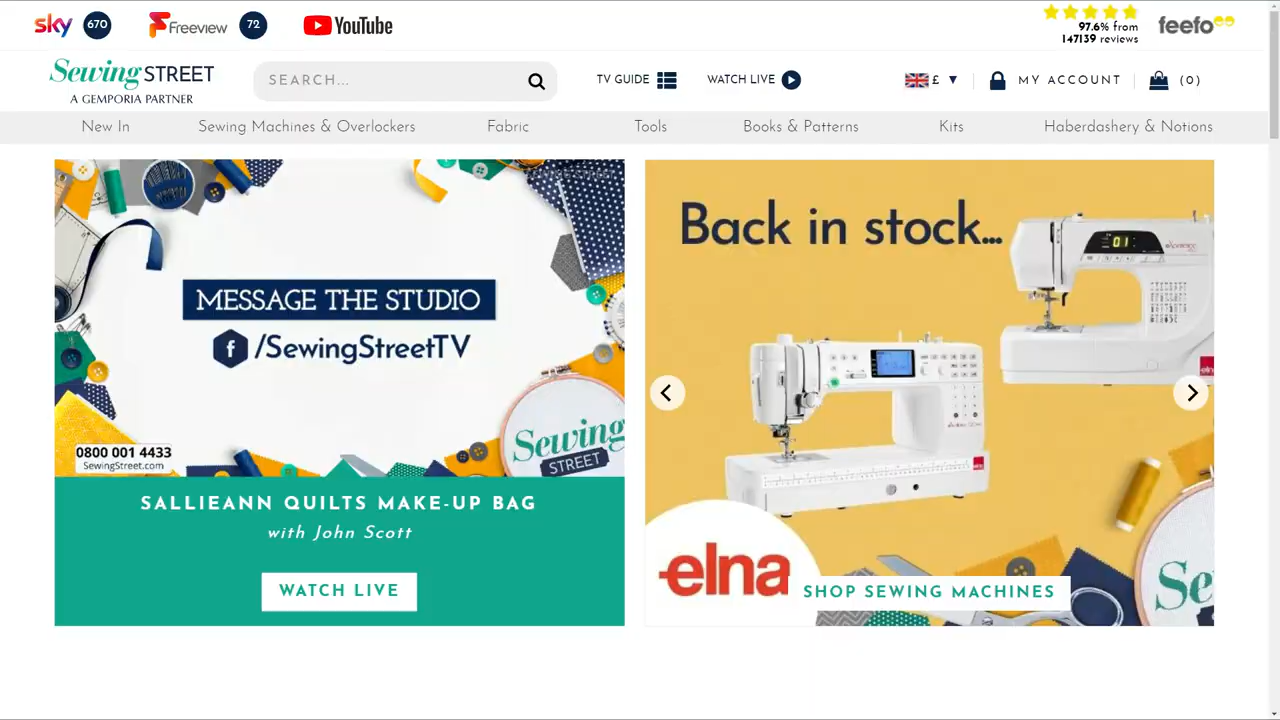 sky 670 Freeview 72 YouTube
97.6% from
147139 reviews
feefo
Sewing STREET
A GEMPORIA PARTNER
SEARCH...
TV GUIDE
WATCH LIVE
£ ▼
MY ACCOUNT
(0)
New In Sewing Machines & Overlockers Fabric Tools Books & Patterns Kits Haberdashery & Notions
MESSAGE THE STUDIO
f /SewingStreetTV
0800 001 4433
SewingStreet.com
Sewing
STREET
SALLIEANN QUILTS MAKE-UP BAG
with John Scott
WATCH LIVE
Back in stock...
01
elna
elna
SHOP SEWING MACHINES
Se